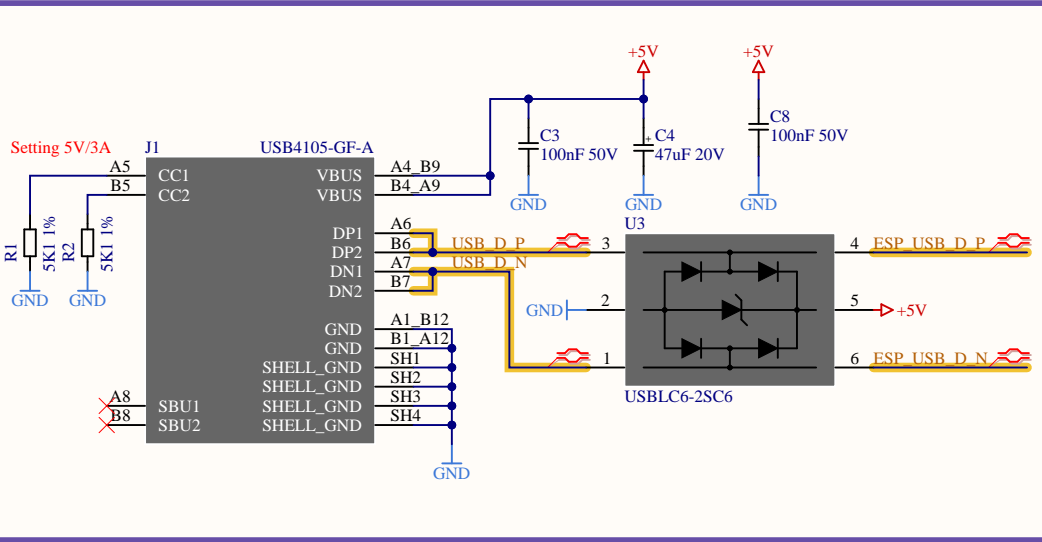 +5V
+5V
C3
100nF 50V
C4
+
47uF 20V
C8
100nF 50V
GND
GND
GND
Setting 5V/3A
J1
USB4105-GF-A
A5
CC1
B5
CC2
VBUS
A4_B9
VBUS
B4_A9
R1
5K1 1%
R2
5K1 1%
GND
GND
DP1
A6
DP2
B6
DN1
A7
DN2
B7
USB_D_P
USB_D_N
GND
A1_B12
GND
B1_A12
SHELL_GND
SH1
SHELL_GND
SH2
SHELL_GND
SH3
SHELL_GND
SH4
A8
SBU1
B8
SBU2
GND
U3
3
4
ESP_USB_D_P
GND
2
5
+5V
1
6
ESP_USB_D_N
USBLC6-2SC6